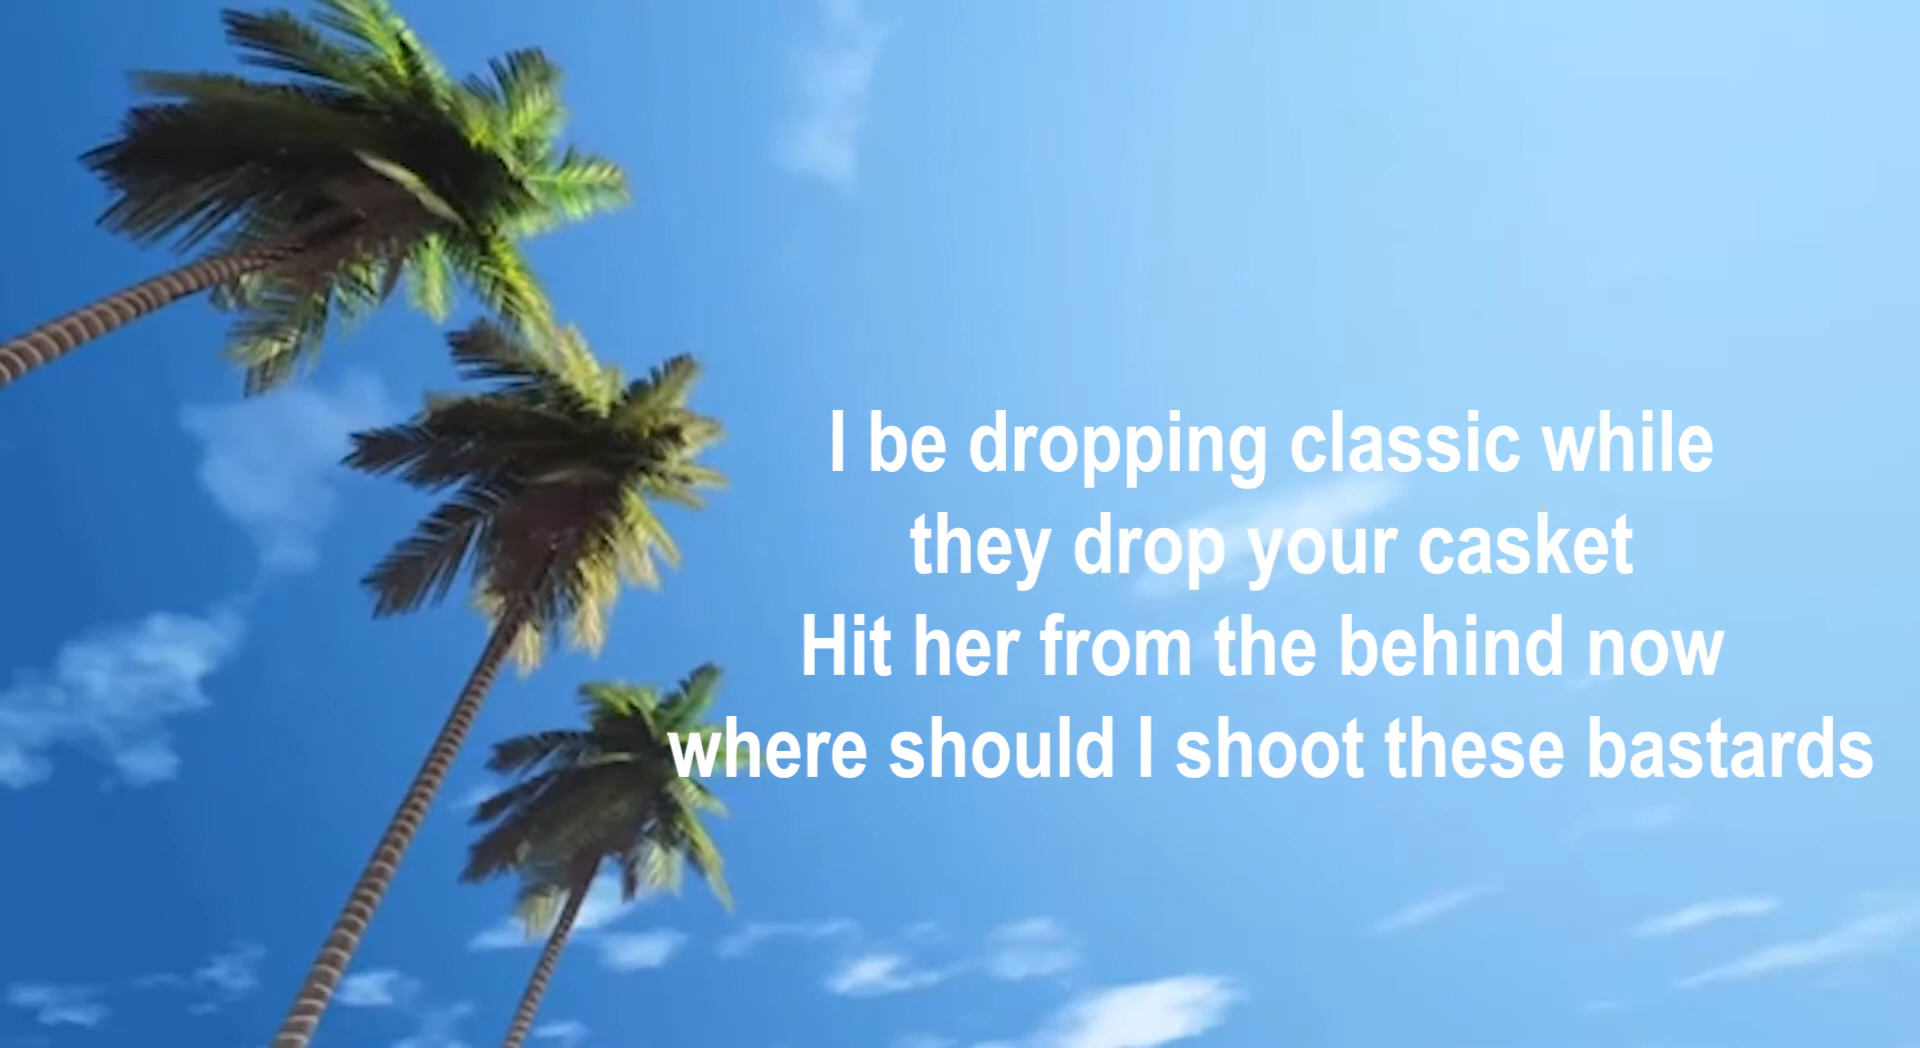 I be dropping classic while
they drop your casket
Hit her from the behind now
where should I shoot these bastards